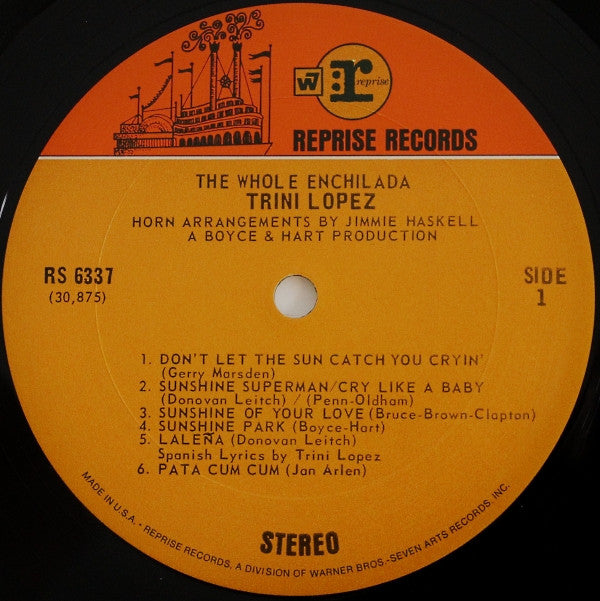 W7 r reprise
REPRISE RECORDS
THE WHOLE ENCHILADA
TRINI LOPEZ
HORN ARRANGEMENTS BY JIMMIE HASKELL
A BOYCE & HART PRODUCTION
RS 6337
(30,875)
SIDE
1
1. DON'T LET THE SUN CATCH YOU CRYIN'
(Gerry Marsden)
2. SUNSHINE SUPERMAN/CRY LIKE A BABY
(Donovan Leitch) / (Penn-Oldham)
3. SUNSHINE OF YOUR LOVE (Bruce-Brown-Clapton)
4. SUNSHINE PARK (Boyce-Hart)
5. LALEÑA (Donovan Leitch)
Spanish Lyrics by Trini Lopez
6. PATA CUM CUM (Jan Arlen)
STEREO
MADE IN U.S.A. - REPRISE RECORDS, A DIVISION OF WARNER BROS.-SEVEN ARTS RECORDS, INC.